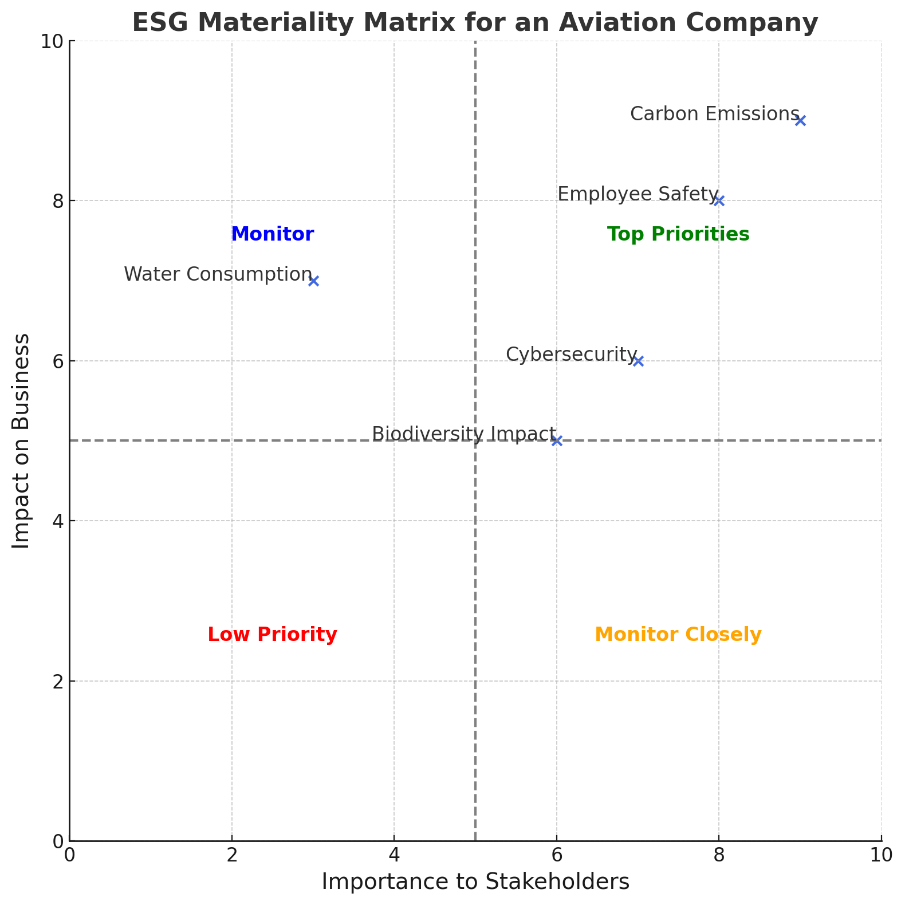 ESG Materiality Matrix for an Aviation Company
10
Carbon Emissions
8
Employee Safety
Monitor
Top Priorities
Water Consumption
6
Cybersecurity
Biodiversity Impact
Impact on Business
4
Low Priority
Monitor Closely
2
0
0 2 4 6 8 10
Importance to Stakeholders